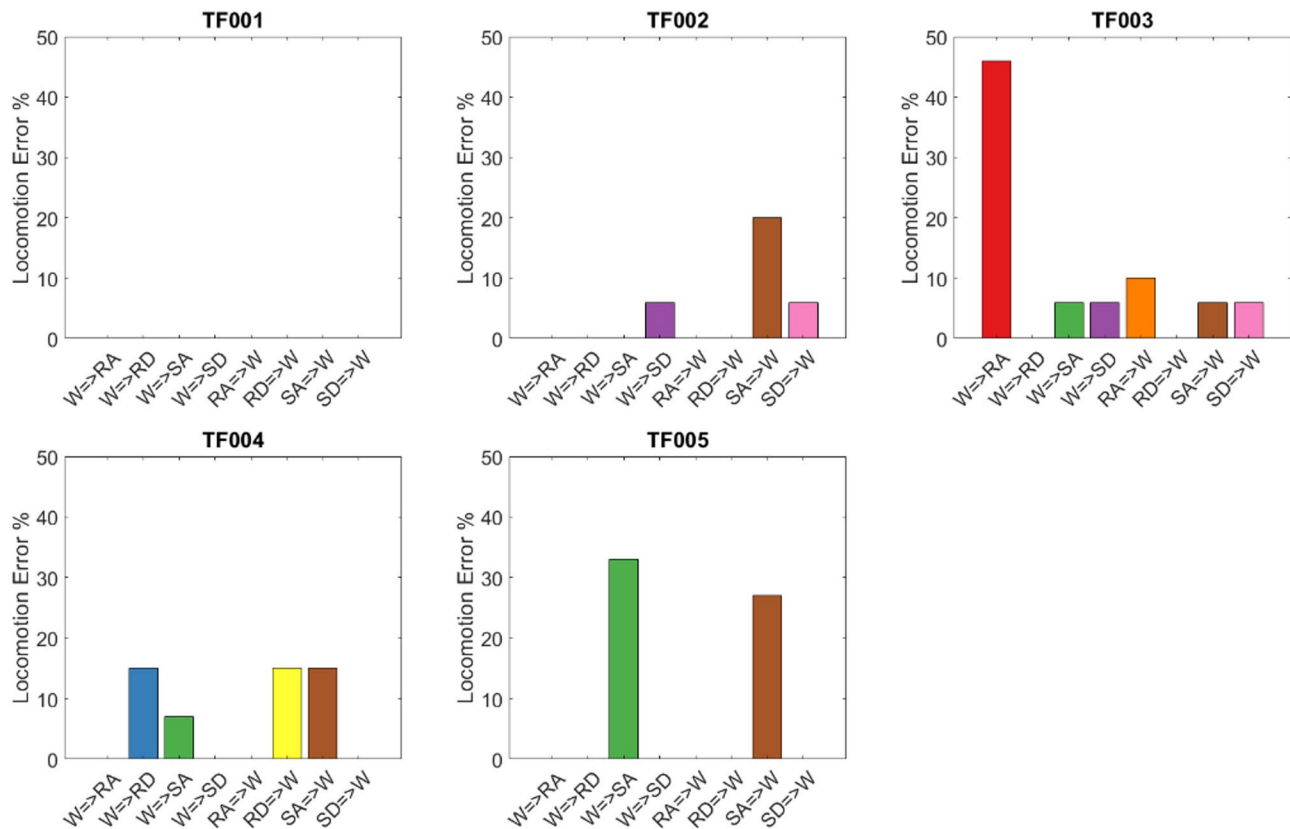 TF001
50
40
30
20
10
0
Locomotion Error %
W=>RA
W=>RD
W=>SA
W=>SD
RA=>W
RD=>W
SA=>W
SD=>W
TF002
50
40
30
20
10
0
Locomotion Error %
W=>RA
W=>RD
W=>SA
W=>SD
RA=>W
RD=>W
SA=>W
SD=>W
TF003
50
40
30
20
10
0
Locomotion Error %
W=>RA
W=>RD
W=>SA
W=>SD
RA=>W
RD=>W
SA=>W
SD=>W
TF004
50
40
30
20
10
0
Locomotion Error %
W=>RA
W=>RD
W=>SA
W=>SD
RA=>W
RD=>W
SA=>W
SD=>W
TF005
50
40
30
20
10
0
Locomotion Error %
W=>RA
W=>RD
W=>SA
W=>SD
RA=>W
RD=>W
SA=>W
SD=>W